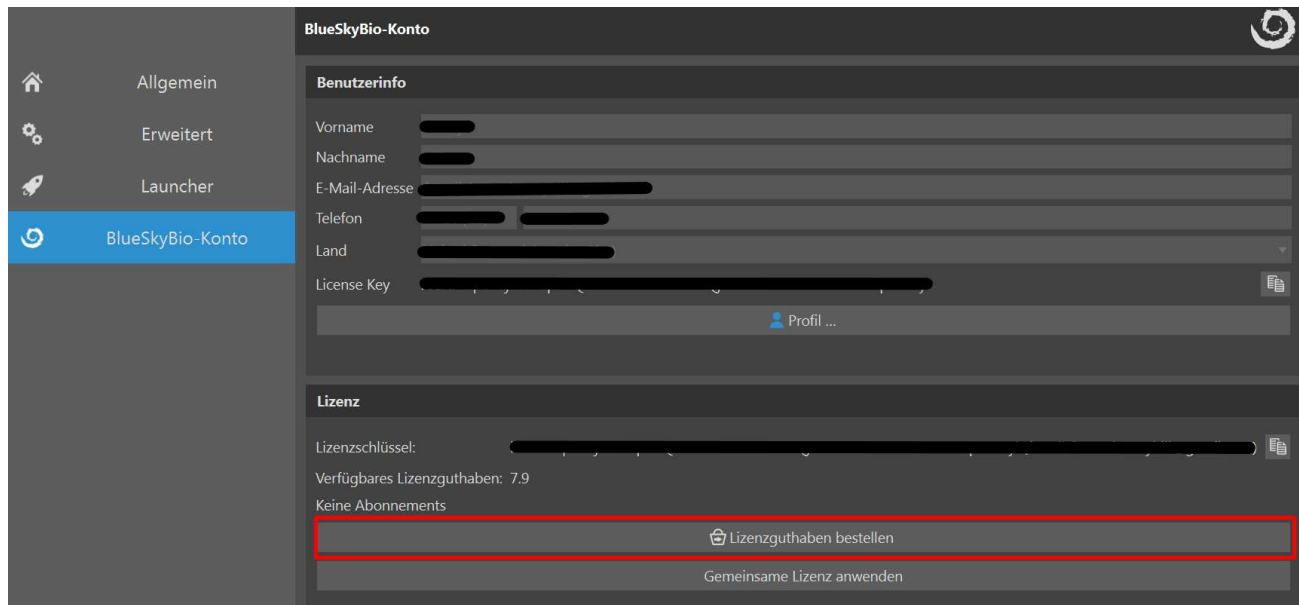 BlueSkyBio-Konto
Allgemein
Erweitert
Launcher
BlueSkyBio-Konto
Benutzerinfo
Vorname
Nachname
E-Mail-Adresse
Telefon
Land
License Key
Profil ...
Lizenz
Lizenzschlüssel:
Verfügbares Lizenzguthaben: 7.9
Keine Abonnements
Lizenzguthaben bestellen
Gemeinsame Lizenz anwenden